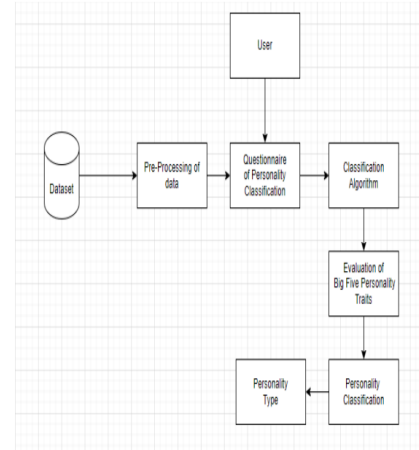 User
Dataset
Pre-Processing of
data
Questionnaire
of Personality
Classification
Classification
Algorithm
Evaluation of
Big Five Personality
Traits
Personality
Type
Personality
Classification